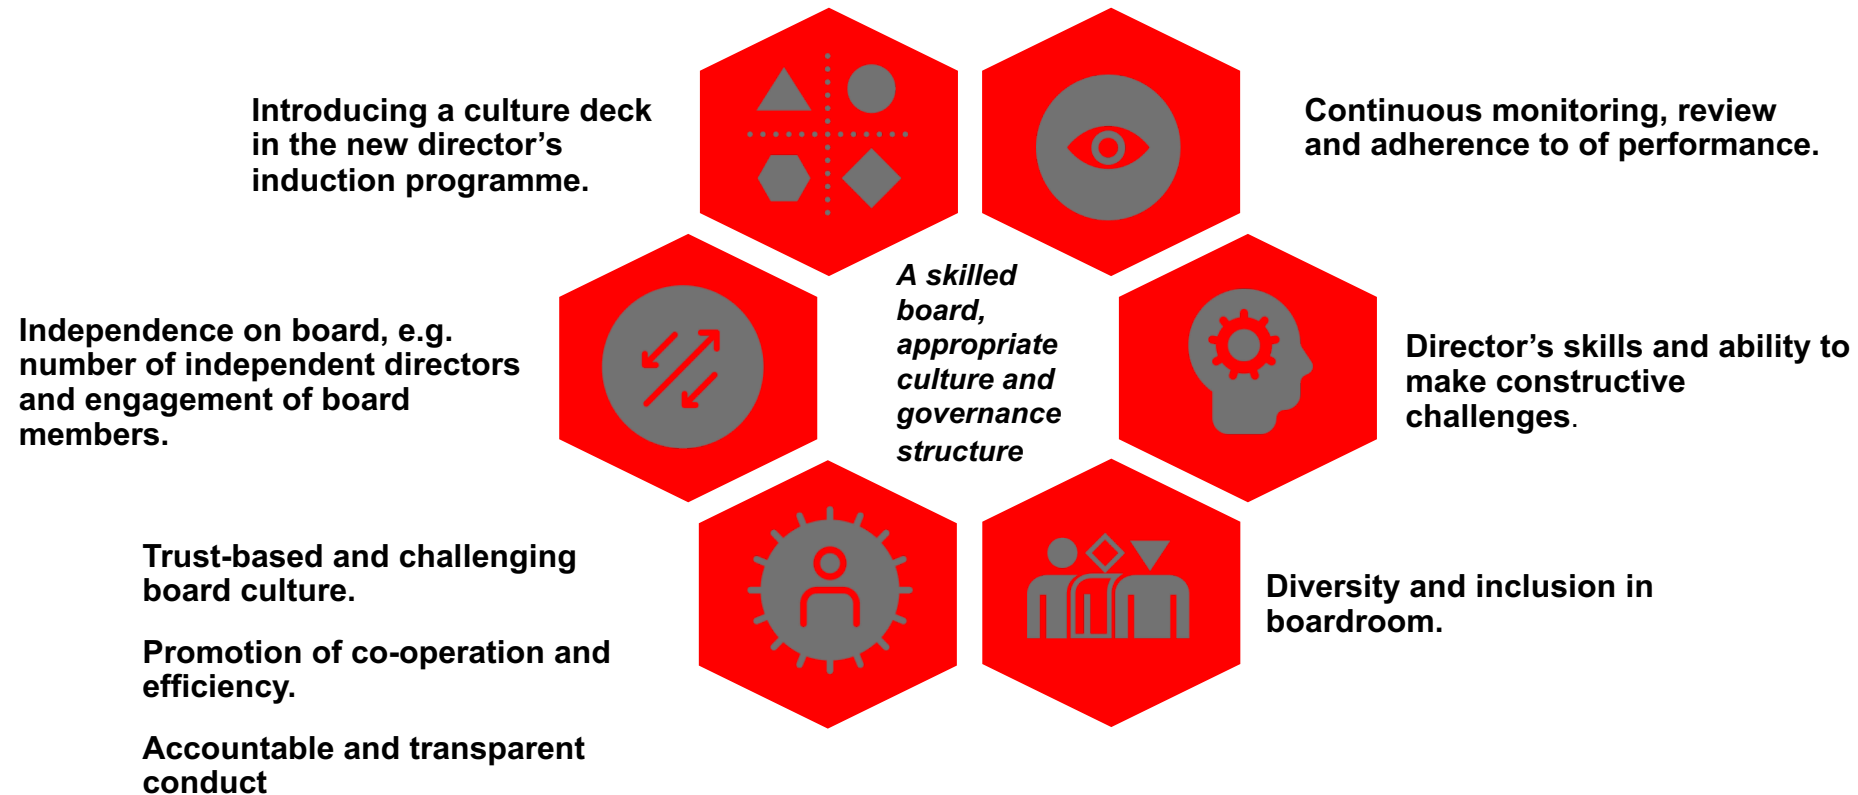 Introducing a culture deck
in the new director’s
induction programme.
Continuous monitoring, review
and adherence to of performance.
Independence on board, e.g.
number of independent directors
and engagement of board
members.
A skilled
board,
appropriate
culture and
governance
structure
Director’s skills and ability to
make constructive
challenges.
Trust-based and challenging
board culture.
Promotion of co-operation and
efficiency.
Accountable and transparent
conduct
Diversity and inclusion in
boardroom.